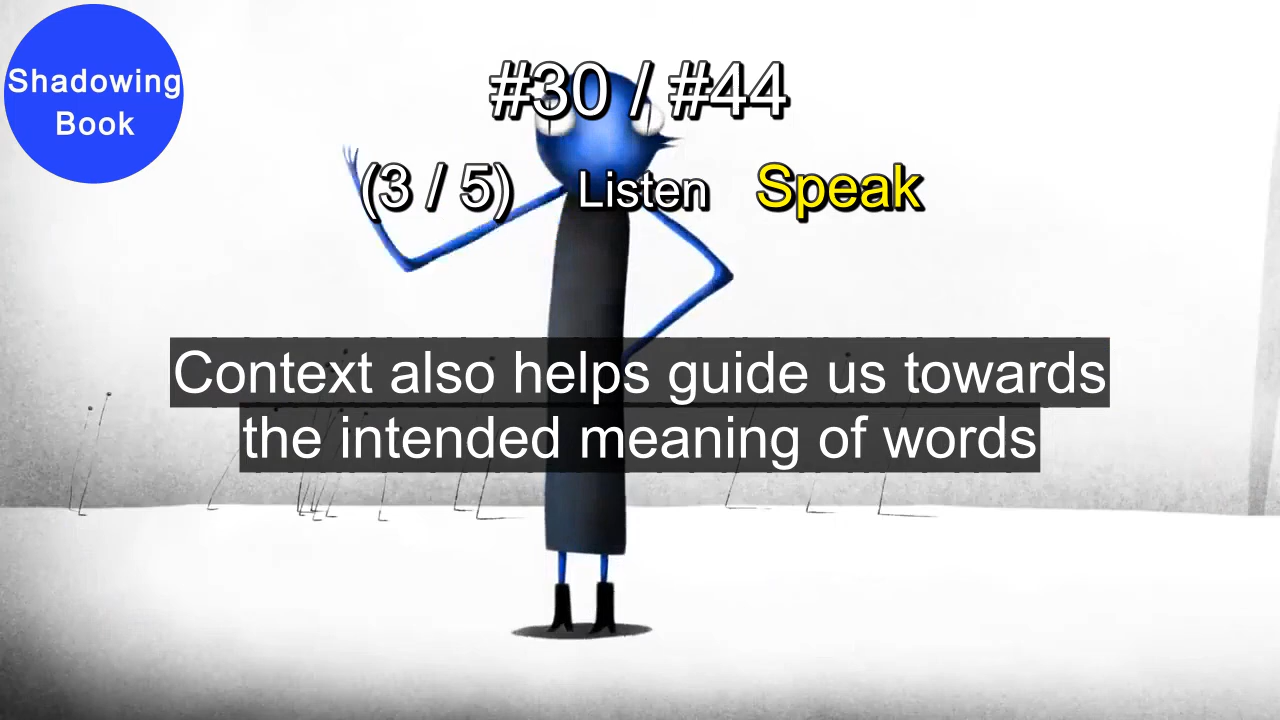 Shadowing
Book
#30 / #44
(3 / 5) Listen Speak
Context also helps guide us towards
the intended meaning of words